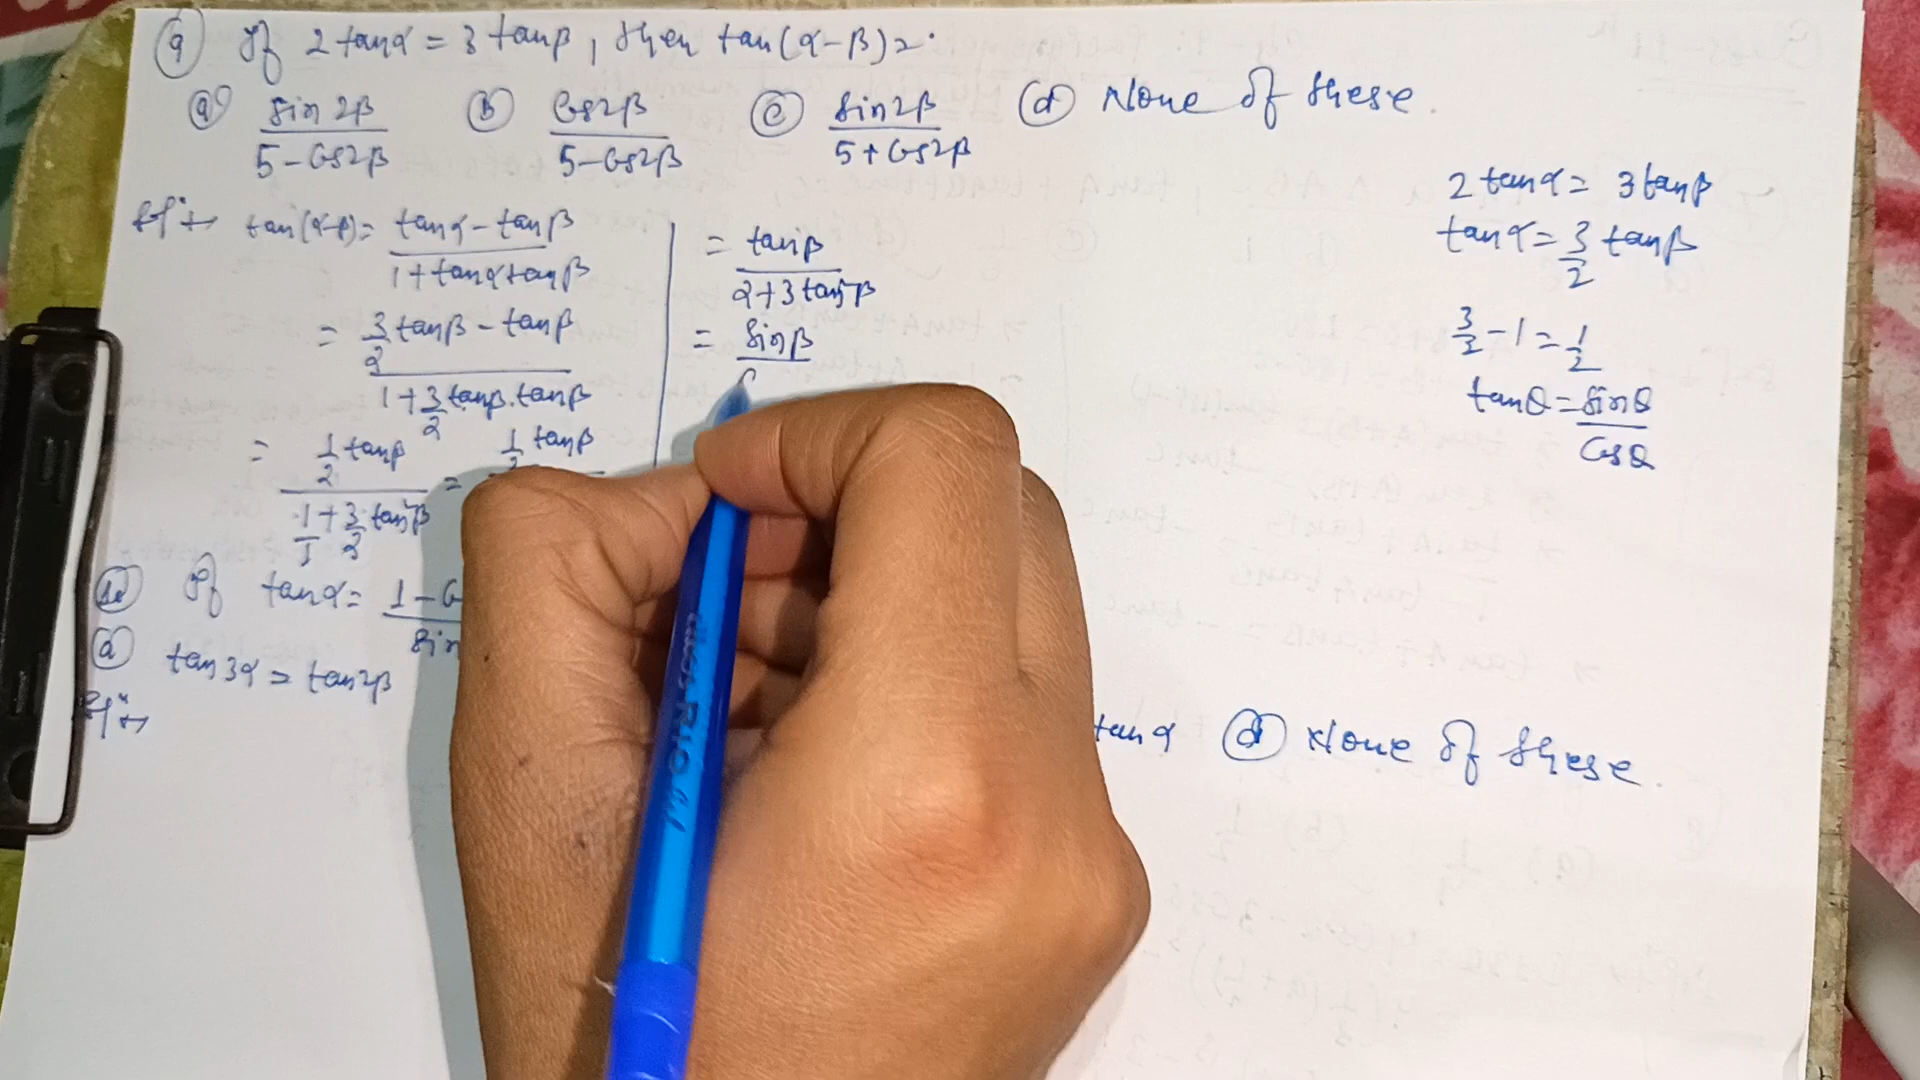 9 If 2 tanα = 3 tanβ, then tan(α-β) =
a sin 2β / 5-Cos2β b Cos2β / 5-Cos2β c sin2β / 5+Cos2β d None of these.
tan(α-β) = tanα - tanβ / 1+tanα tanβ
= 3/2 tanβ - tanβ / 1+3/2 tanβ.tanβ
= 1/2 tanβ / 1/1+3/2 tan²β = 1/2 tanβ
= tanβ / 2+3 tan²β
= sinβ
2 tanα = 3 tanβ
tanα = 3/2 tanβ
3/2 - 1 = 1/2
tanθ = sinθ / Cosθ
10 If tanα = 1-C / sin
a tan 3α = tan2β
tan α d None of these.